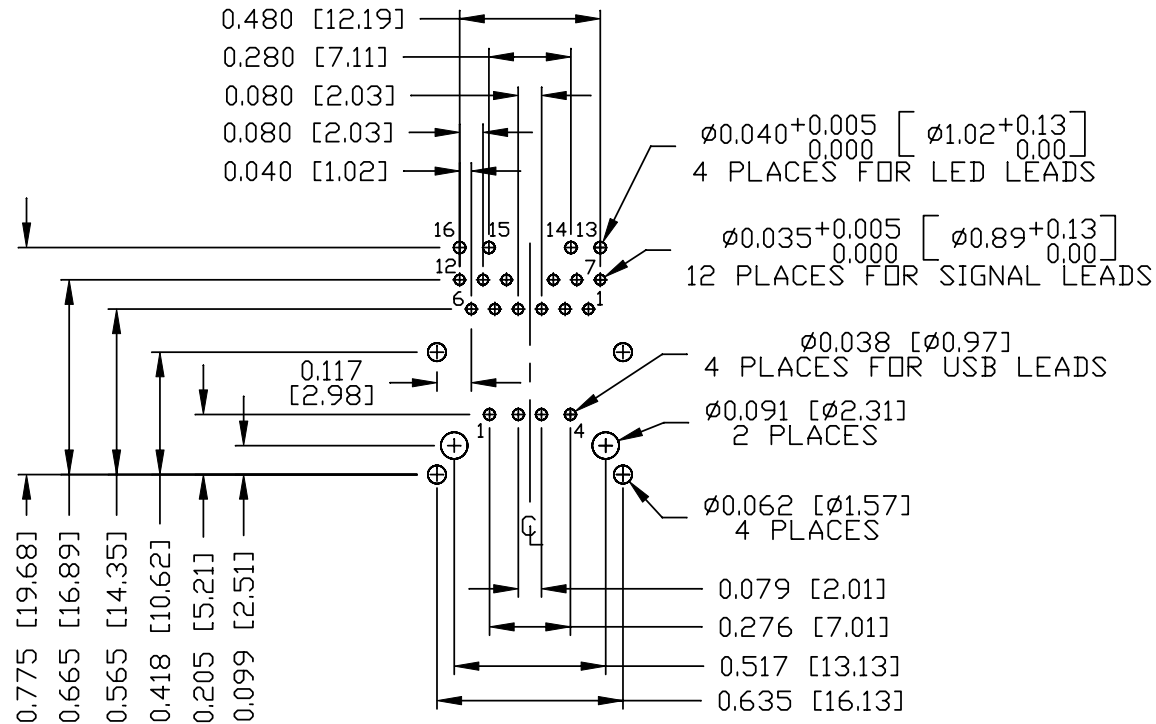 0.480 [12.19]
0.280 [7.11]
0.080 [2.03]
0.080 [2.03]
0.040 [1.02]
Ø0.040+0.005 0.000 [Ø1.02+0.13 0.00]
4 PLACES FOR LED LEADS
16 15 14 13
Ø0.035+0.005 0.000 [Ø0.89+0.13 0.00]
12 PLACES FOR SIGNAL LEADS
12 7
6 1
Ø0.038 [Ø0.97]
4 PLACES FOR USB LEADS
0.117
[2.98]
1 4
Ø0.091 [Ø2.31]
2 PLACES
Ø0.062 [Ø1.57]
4 PLACES
CL
0.775 [19.68]
0.665 [16.89]
0.565 [14.35]
0.418 [10.62]
0.205 [5.21]
0.099 [2.51]
0.079 [2.01]
0.276 [7.01]
0.517 [13.13]
0.635 [16.13]